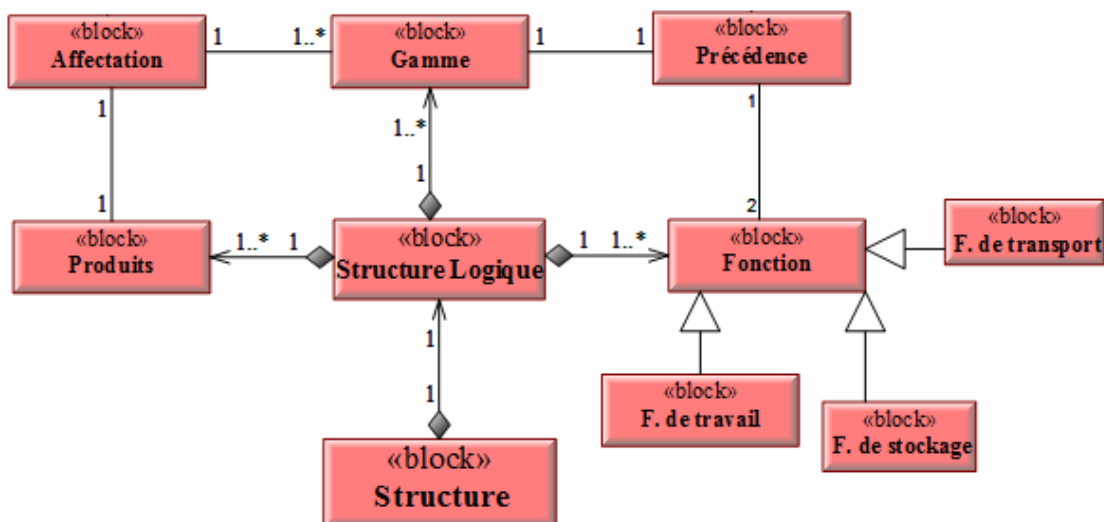 «block»
Affectation
1
1..*
«block»
Gamme
1
1
«block»
Précédence
1
1..*
1
1
1
2
«block»
Produits
1..*
1
«block»
Structure Logique
1
1..*
«block»
Fonction
«block»
F. de transport
1
1
«block»
F. de travail
«block»
F. de stockage
«block»
Structure